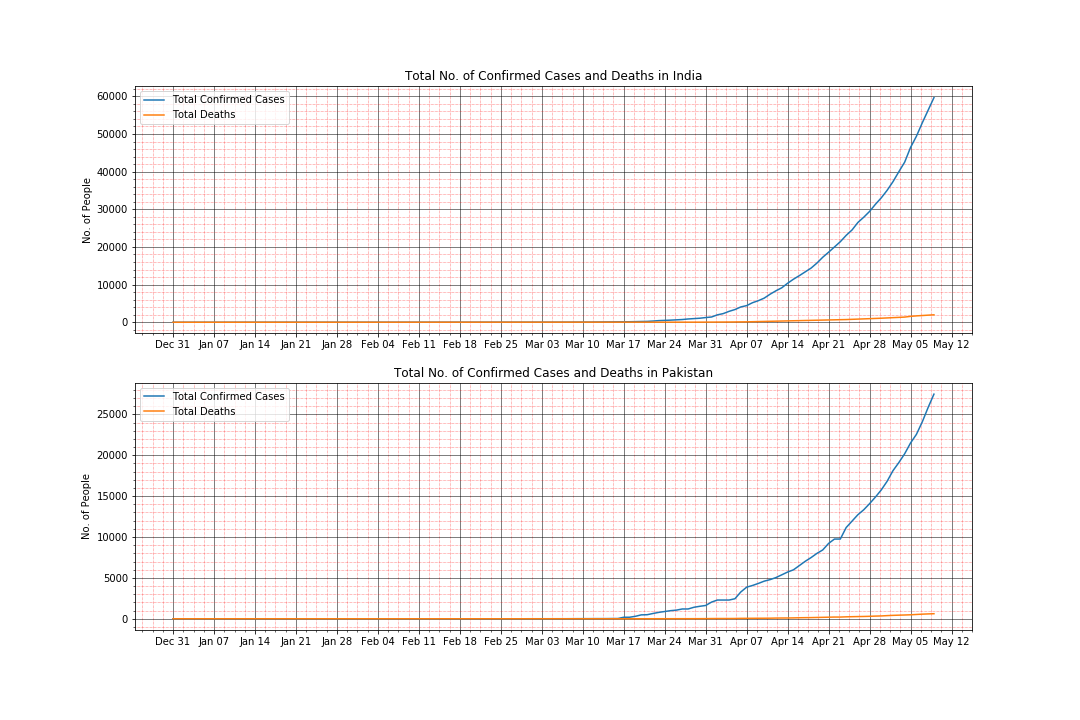 Total No. of Confirmed Cases and Deaths in India
Total Confirmed Cases
Total Deaths
No. of People
60000
50000
40000
30000
20000
10000
0
Dec 31 Jan 07 Jan 14 Jan 21 Jan 28 Feb 04 Feb 11 Feb 18 Feb 25 Mar 03 Mar 10 Mar 17 Mar 24 Mar 31 Apr 07 Apr 14 Apr 21 Apr 28 May 05 May 12
Total No. of Confirmed Cases and Deaths in Pakistan
Total Confirmed Cases
Total Deaths
No. of People
25000
20000
15000
10000
5000
0
Dec 31 Jan 07 Jan 14 Jan 21 Jan 28 Feb 04 Feb 11 Feb 18 Feb 25 Mar 03 Mar 10 Mar 17 Mar 24 Mar 31 Apr 07 Apr 14 Apr 21 Apr 28 May 05 May 12